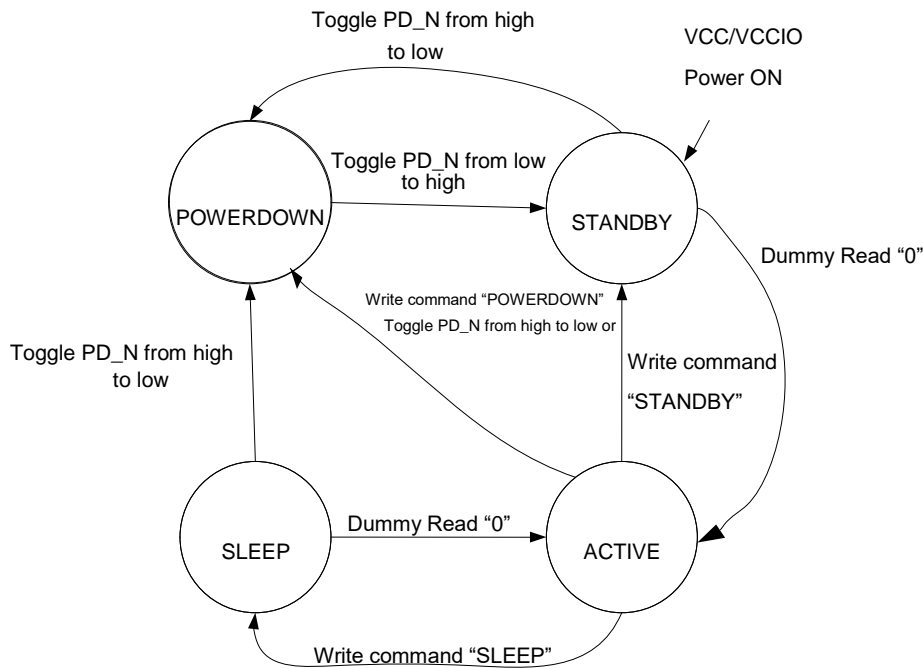 Toggle PD_N from high
to low
VCC/VCCIO
Power ON
Toggle PD_N from low
to high
POWERDOWN
STANDBY
Dummy Read “0”
Write command “POWERDOWN”
Toggle PD_N from high to low or
Toggle PD_N from high
to low
Write command
“STANDBY”
Dummy Read “0”
SLEEP
ACTIVE
Write command “SLEEP”